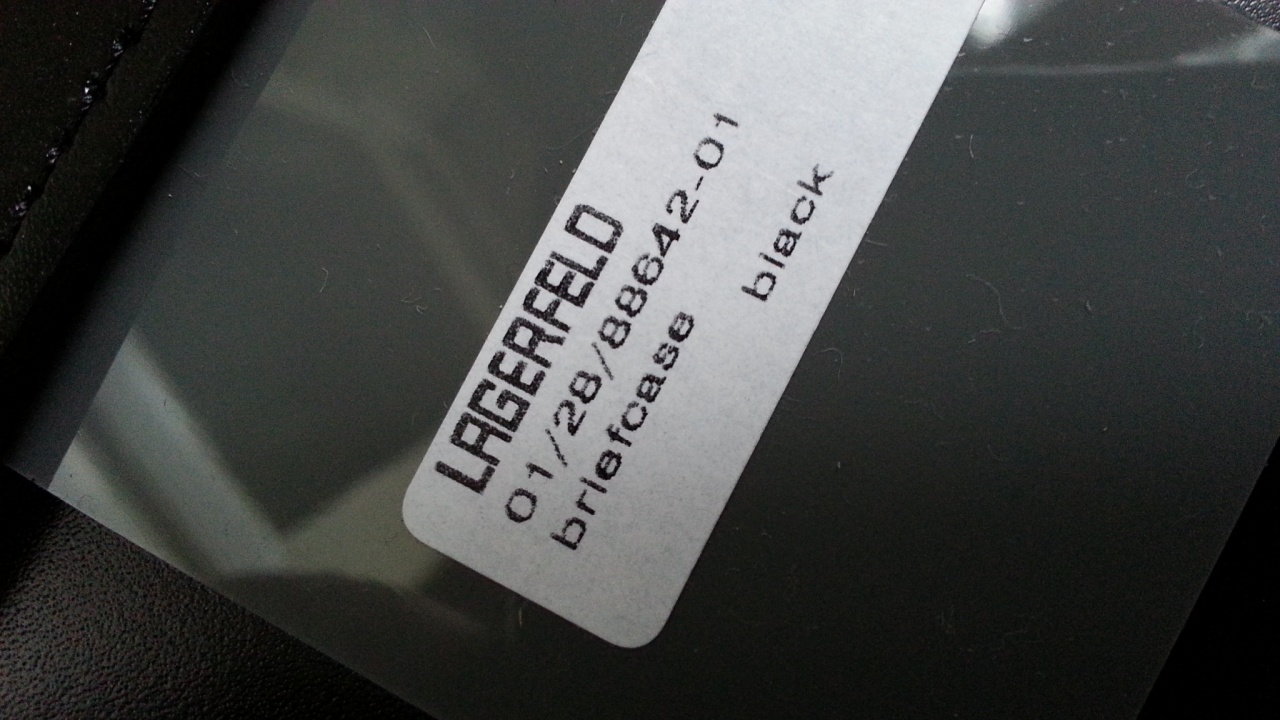 LAGERFELD
01/28/88642-01
briefcase
black